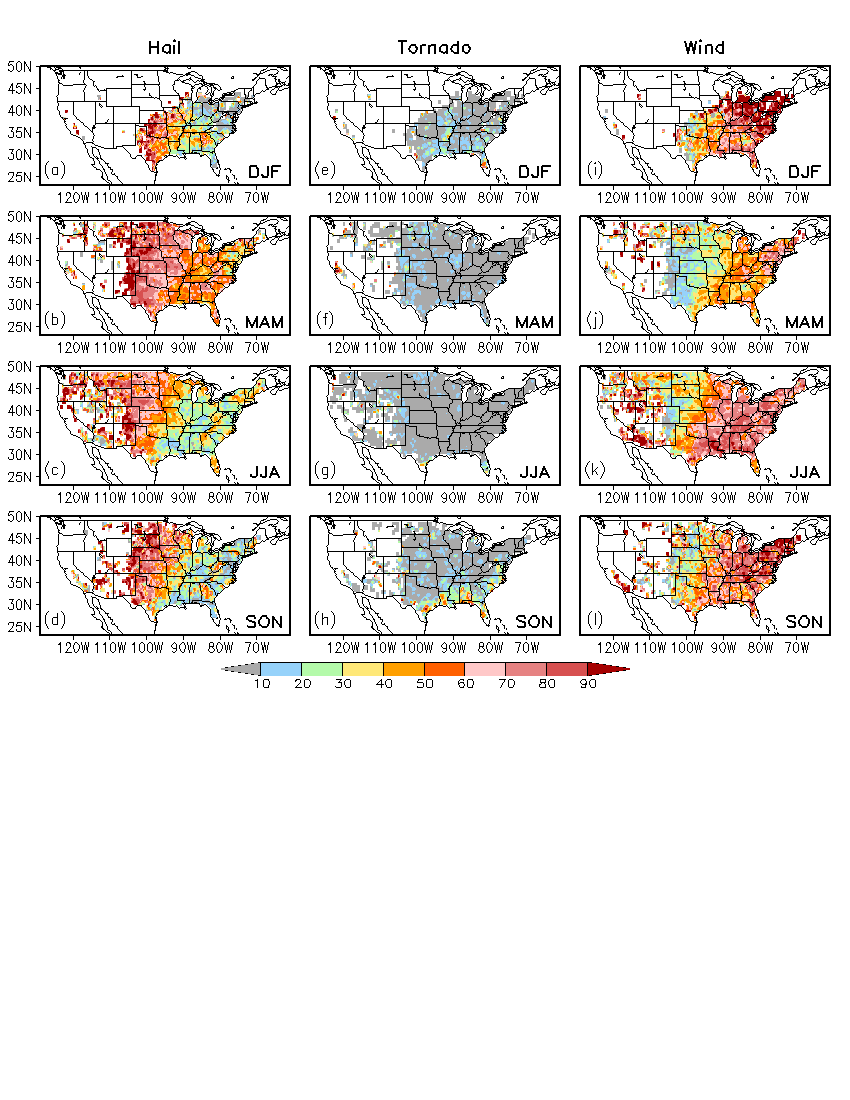 Hail Tornado Wind
50N
45N
40N
35N
30N
25N
(a) DJF (e) DJF (i) DJF
120W 110W 100W 90W 80W 70W 120W 110W 100W 90W 80W 70W 120W 110W 100W 90W 80W 70W
50N
45N
40N
35N
30N
25N
(b) MAM (f) MAM (j) MAM
120W 110W 100W 90W 80W 70W 120W 110W 100W 90W 80W 70W 120W 110W 100W 90W 80W 70W
50N
45N
40N
35N
30N
25N
(c) JJA (g) JJA (k) JJA
120W 110W 100W 90W 80W 70W 120W 110W 100W 90W 80W 70W 120W 110W 100W 90W 80W 70W
50N
45N
40N
35N
30N
25N
(d) SON (h) SON (l) SON
120W 110W 100W 90W 80W 70W 120W 110W 100W 90W 80W 70W 120W 110W 100W 90W 80W 70W
10 20 30 40 50 60 70 80 90